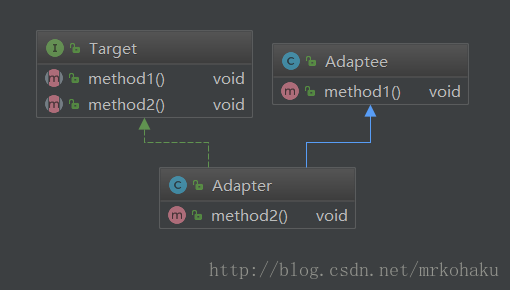 I Target
m method1() void
m method2() void
C Adaptee
m method1() void
C Adapter
m method2() void
http://blog.csdn.net/mrkohaku